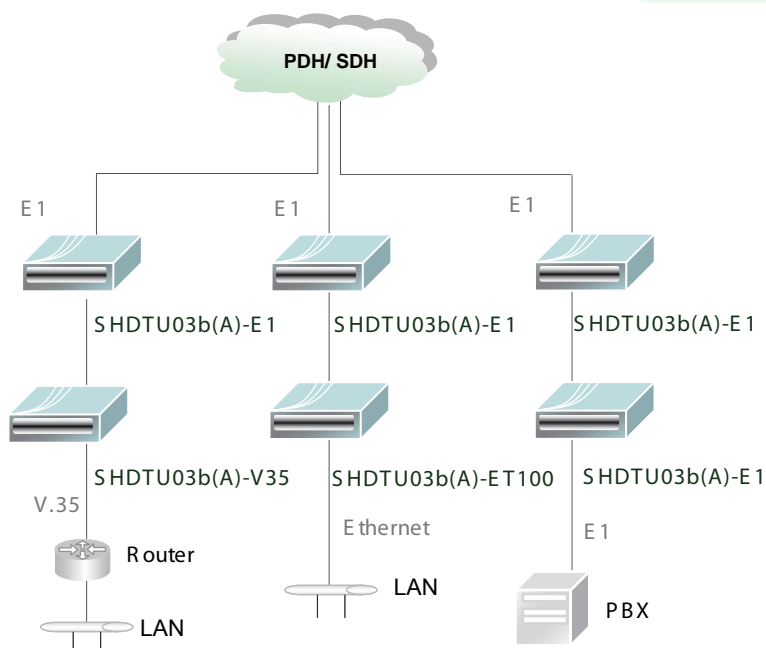 PDH/ SDH
E1
E1
E1
SHDTU03b(A)-E1
SHDTU03b(A)-E1
SHDTU03b(A)-E1
SHDTU03b(A)-V35
SHDTU03b(A)-ET100
SHDTU03b(A)-E1
V.35
Ethernet
E1
Router
LAN
PBX
LAN